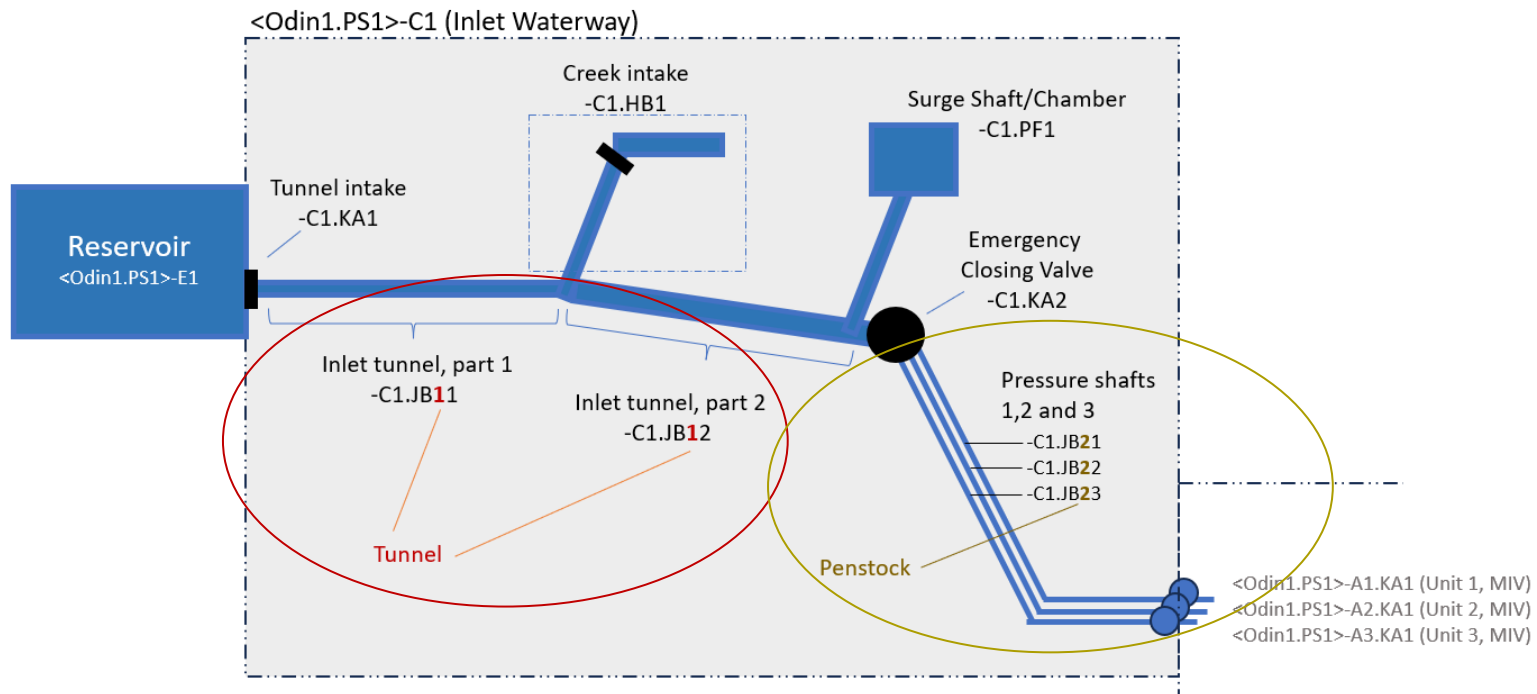 <Odin1.PS1>-C1 (Inlet Waterway)
Creek intake
-C1.HB1
Surge Shaft/Chamber
-C1.PF1
Tunnel intake
-C1.KA1
Reservoir
<Odin1.PS1>-E1
Emergency
Closing Valve
-C1.KA2
Inlet tunnel, part 1
-C1.JB11
Inlet tunnel, part 2
-C1.JB12
Pressure shafts
1,2 and 3
-C1.JB21
-C1.JB22
-C1.JB23
Tunnel
Penstock
<Odin1.PS1>-A1.KA1 (Unit 1, MIV)
<Odin1.PS1>-A2.KA1 (Unit 2, MIV)
<Odin1.PS1>-A3.KA1 (Unit 3, MIV)